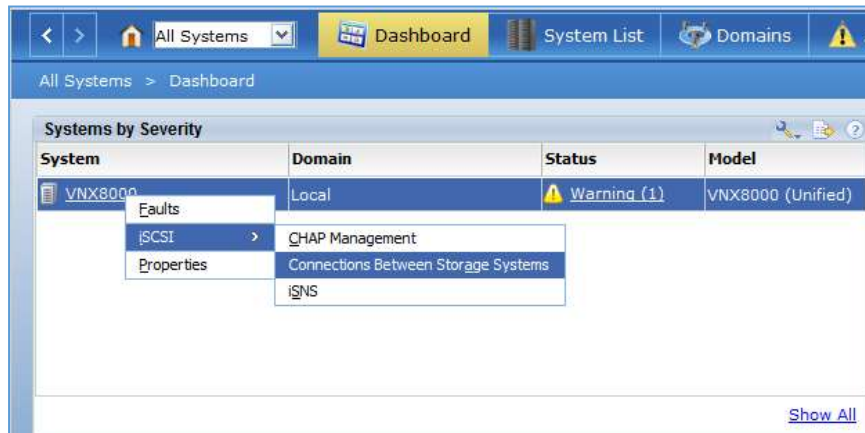 All Systems Dashboard System List Domains
All Systems > Dashboard
Systems by Severity
System Domain Status Model
VNX8000 Local Warning (1) VNX8000 (Unified)
Faults
iSCSI > CHAP Management
Properties Connections Between Storage Systems
iSNS
Show All